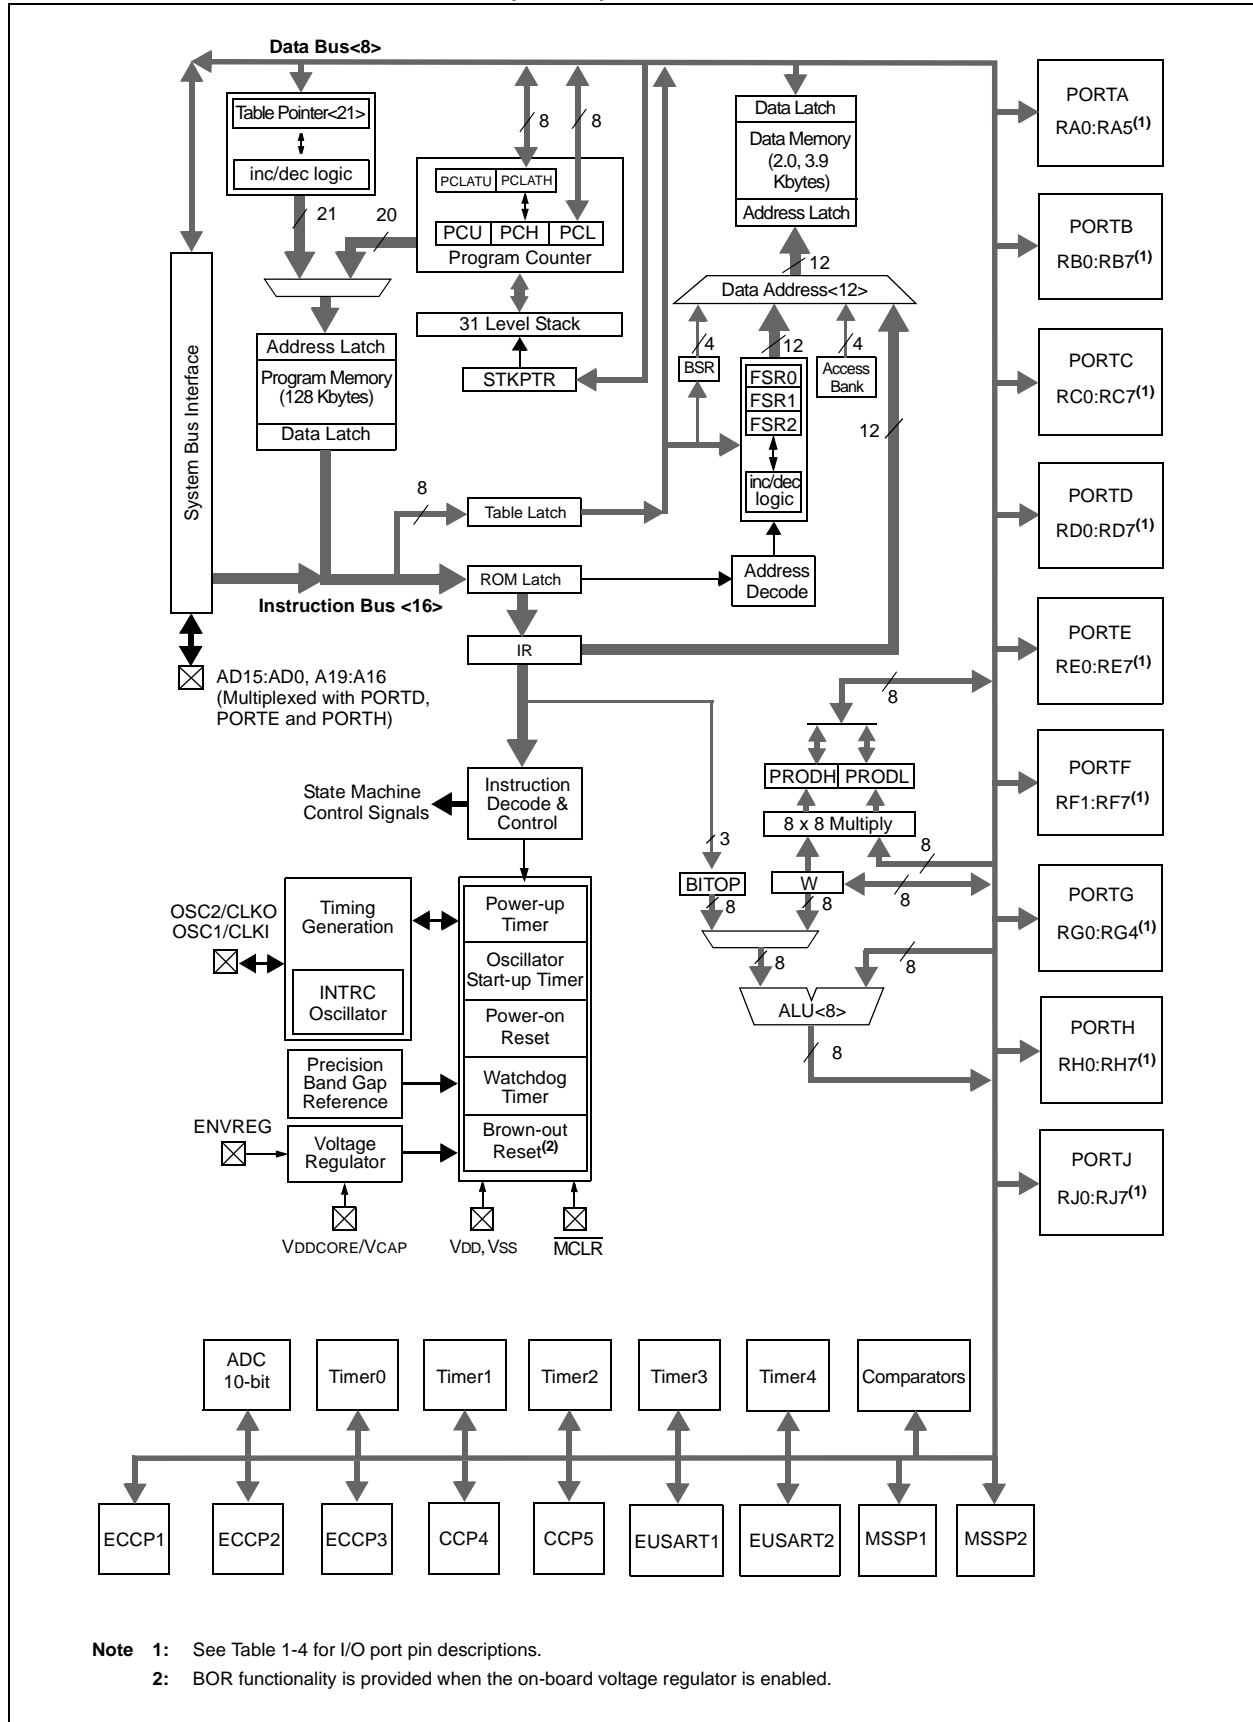 Data Bus<8>
Table Pointer<21>
inc/dec logic
21
20
8
8
PCLATU
PCLATH
PCU
PCH
PCL
Program Counter
31 Level Stack
STKPTR
Data Latch
Data Memory
(2.0, 3.9
Kbytes)
Address Latch
12
Data Address<12>
4
12
4
BSR
FSR0
FSR1
FSR2
inc/dec
logic
Access
Bank
12
System Bus Interface
Address Latch
Program Memory
(128 Kbytes)
Data Latch
8
Table Latch
ROM Latch
Address
Decode
Instruction Bus <16>
IR
AD15:AD0, A19:A16
(Multiplexed with PORTD,
PORTE and PORTH)
8
PRODH
PRODL
8 x 8 Multiply
State Machine
Control Signals
Instruction
Decode &
Control
3
8
BITOP
W
8
8
8
8
8
ALU<8>
8
OSC2/CLKO
OSC1/CLKI
Timing
Generation
INTRC
Oscillator
Power-up
Timer
Oscillator
Start-up Timer
Power-on
Reset
Watchdog
Timer
Brown-out
Reset(2)
Precision
Band Gap
Reference
ENVREG
Voltage
Regulator
VDDCORE/VCAP
VDD, VSS
MCLR
PORTA
RA0:RA5(1)
PORTB
RB0:RB7(1)
PORTC
RC0:RC7(1)
PORTD
RD0:RD7(1)
PORTE
RE0:RE7(1)
PORTF
RF1:RF7(1)
PORTG
RG0:RG4(1)
PORTH
RH0:RH7(1)
PORTJ
RJ0:RJ7(1)
ADC
10-bit
Timer0
Timer1
Timer2
Timer3
Timer4
Comparators
ECCP1
ECCP2
ECCP3
CCP4
CCP5
EUSART1
EUSART2
MSSP1
MSSP2
Note 1: See Table 1-4 for I/O port pin descriptions.
2: BOR functionality is provided when the on-board voltage regulator is enabled.